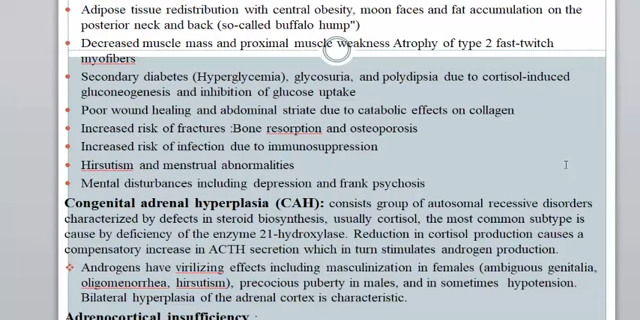 Adipose tissue redistribution with central obesity, moon faces and fat accumulation on the
posterior neck and back (so-called buffalo hump")
Decreased muscle mass and proximal muscle weakness Atrophy of type 2 fast-twitch
myofibers
Secondary diabetes (Hyperglycemia), glycosuria, and polydipsia due to cortisol-induced
gluconeogenesis and inhibition of glucose uptake
Poor wound healing and abdominal striate due to catabolic effects on collagen
Increased risk of fractures :Bone resorption and osteoporosis
Increased risk of infection due to immunosuppression
Hirsutism and menstrual abnormalities
Mental disturbances including depression and frank psychosis
Congenital adrenal hyperplasia (CAH): consists group of autosomal recessive disorders
characterized by defects in steroid biosynthesis, usually cortisol, the most common subtype is
cause by deficiency of the enzyme 21-hydroxylase. Reduction in cortisol production causes a
compensatory increase in ACTH secretion which in turn stimulates androgen production.
Androgens have virilizing effects including masculinization in females (ambiguous genitalia,
oligomenorrhea, hirsutism), precocious puberty in males, and in sometimes hypotension.
Bilateral hyperplasia of the adrenal cortex is characteristic.
Adrenocortical insufficiency :